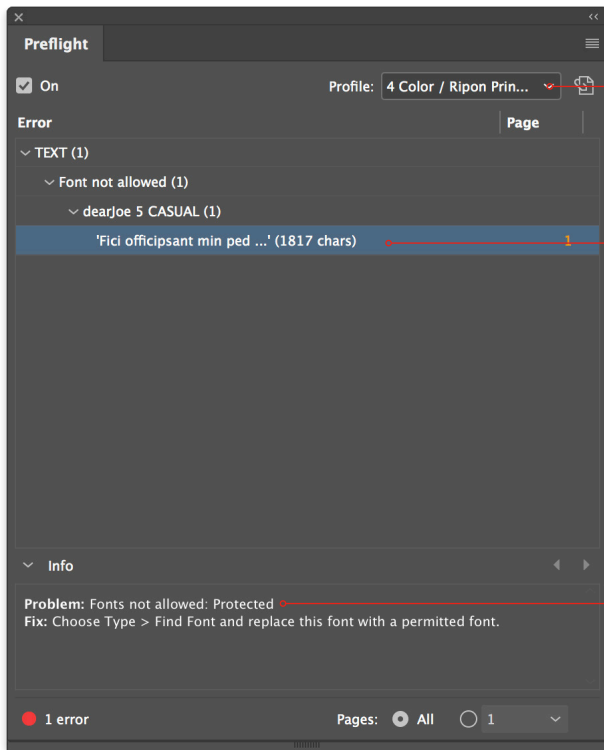 Preflight
On
Profile: 4 Color / Ripon Prin...
Error Page
TEXT (1)
Font not allowed (1)
dearJoe 5 CASUAL (1)
'Fici officipsant min ped ...' (1817 chars) 1
Info
Problem: Fonts not allowed: Protected
Fix: Choose Type > Find Font and replace this font with a permitted font.
1 error Pages: All 1